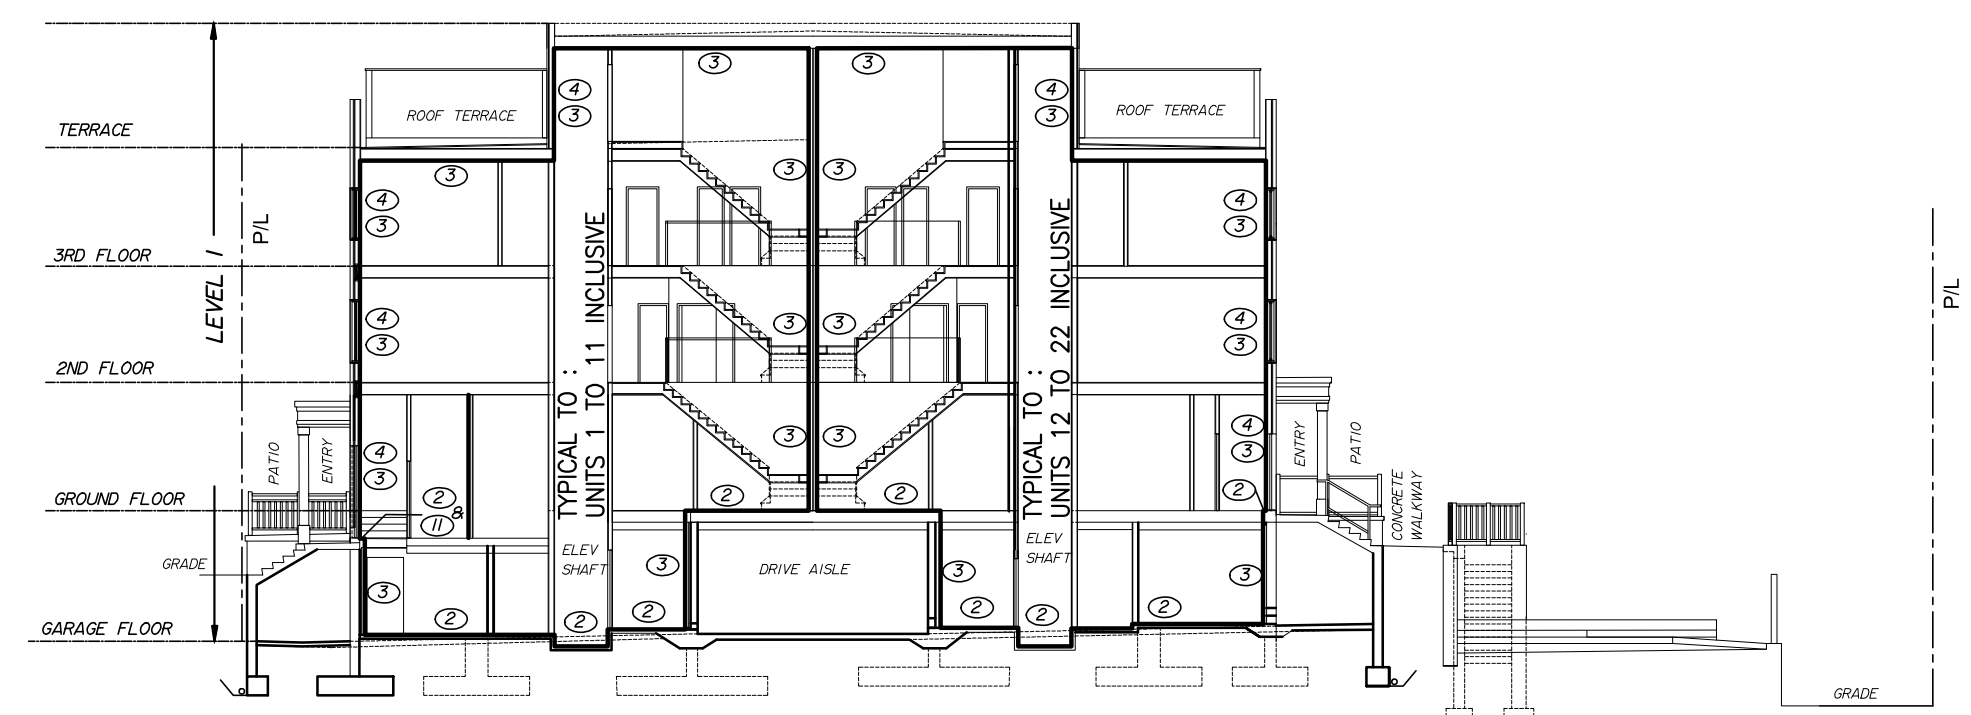 3
3
4
4
3
3
ROOF TERRACE
ROOF TERRACE
TERRACE
3
3
3
4
4
3
3
P/L
3RD FLOOR
LEVEL 1
P/L
4
3
3
4
3
3
2ND FLOOR
TYPICAL TO :
UNITS 1 TO 11 INCLUSIVE
TYPICAL TO :
UNITS 12 TO 22 INCLUSIVE
PATIO
ENTRY
4
3
3
3
4
3
ENTRY
PATIO
GROUND FLOOR
2 &
11
2
2
2
CONCRETE
WALKWAY
GRADE
ELEV
SHAFT
3
DRIVE AISLE
3
ELEV
SHAFT
3
3
2
2
2
2
2
2
GARAGE FLOOR
GRADE